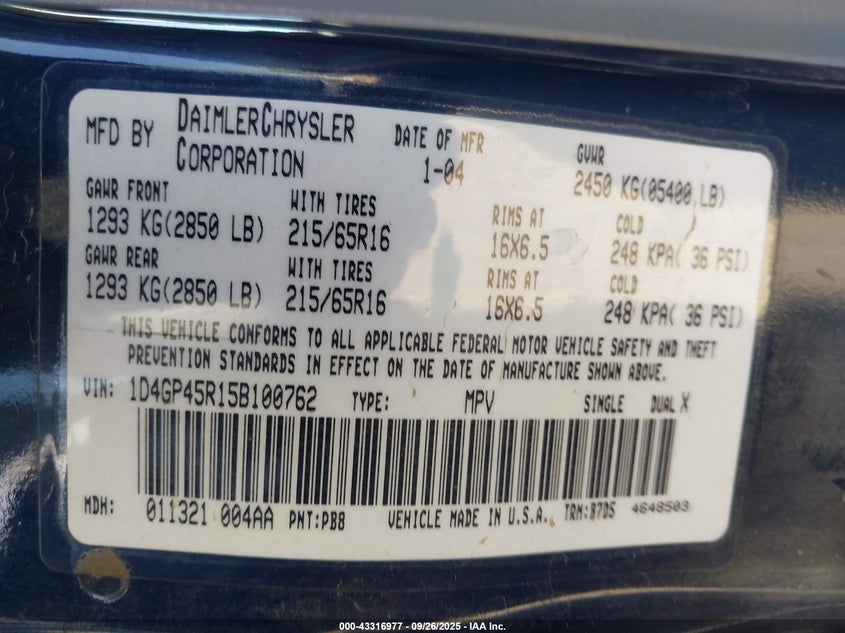 MFD BY DAIMLERCHRYSLER CORPORATION DATE OF MFR 1-04 GVWR 2450 KG(05400 LB)
GAWR FRONT WITH TIRES RIMS AT COLD
1293 KG(2850 LB) 215/65R16 16X6.5 248 KPA( 36 PSI)
GAWR REAR WITH TIRES RIMS AT COLD
1293 KG(2850 LB) 215/65R16 16X6.5 248 KPA( 36 PSI)
THIS VEHICLE CONFORMS TO ALL APPLICABLE FEDERAL MOTOR VEHICLE SAFETY AND THEFT
PREVENTION STANDARDS IN EFFECT ON THE DATE OF MANUFACTURE SHOWN ABOVE.
VIN: 1D4GP45R15B100762 TYPE: MPV SINGLE DUAL X
MDH: 011321 004AA PNT:PB8 VEHICLE MADE IN U.S.A. TRM:B7D5 4648503
000-43316977 - 09/26/2025 - IAA Inc.